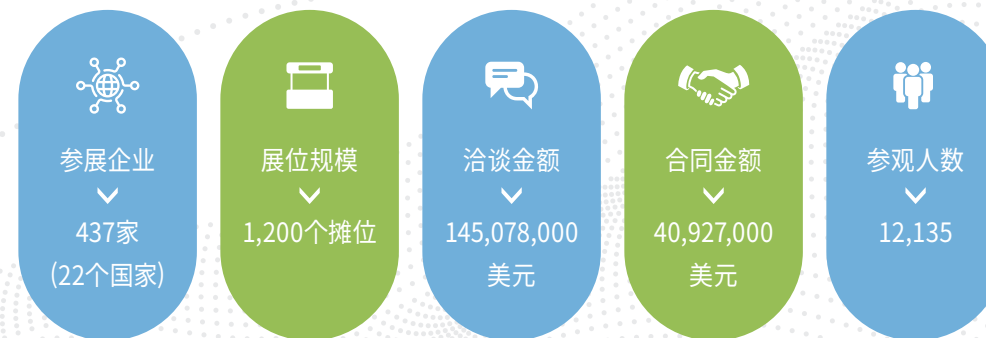 参展企业
437家
(22个国家)
展位规模
1,200个摊位
洽谈金额
145,078,000
美元
合同金额
40,927,000
美元
参观人数
12,135